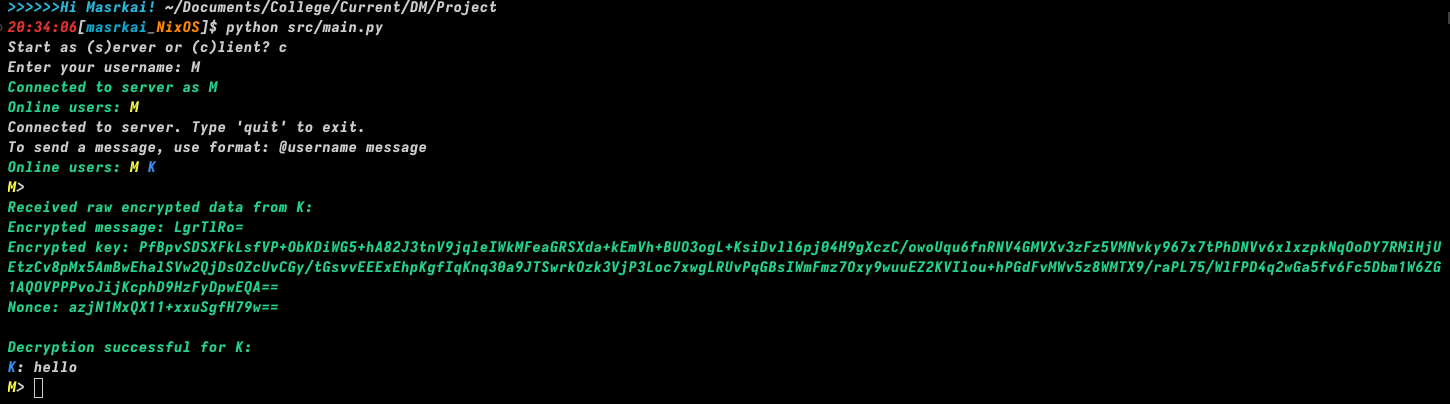 >>>>>>Hi Masrkai! ~/Documents/College/Current/DM/Project
20:34:06[masrkai_NixOS]$ python src/main.py
Start as (s)erver or (c)lient? c
Enter your username: M
Connected to server as M
Online users: M
Connected to server. Type 'quit' to exit.
To send a message, use format: @username message
Online users: M K
M>
Received raw encrypted data from K:
Encrypted message: LgrTlRo=
Encrypted key: PfBpvSDSXFkLsfVP+ObKDiWG5+hA82J3tnV9jqleIWkMFeaGRSXda+kEmVh+BUO3ogL+KsiDvll6pj04H9gXczC/owoUqu6fnRNV4GMVXv3zFz5VMNvky967x7tPhDNVv6xlxzpkNqOoDY7RMiHjU
EtzCv8pMx5AmBwEhalSVw2QjDsOZcUvCGy/tGsvvEEExEhpKgfIqKnq30a9JTSwrkOzk3VjP3Loc7xwgLRUvPqGBsIWmFmz7Oxy9wuuEZ2KVIlou+hPGdFvMWv5z8WMTX9/raPL75/WlFPD4q2wGa5fv6Fc5Dbm1W6ZG
1AQOVPPPvoJijKcphD9HzFyDpwEQA==
Nonce: azjN1MxQX11+xxuSgfH79w==
Decryption successful for K:
K: hello
M>